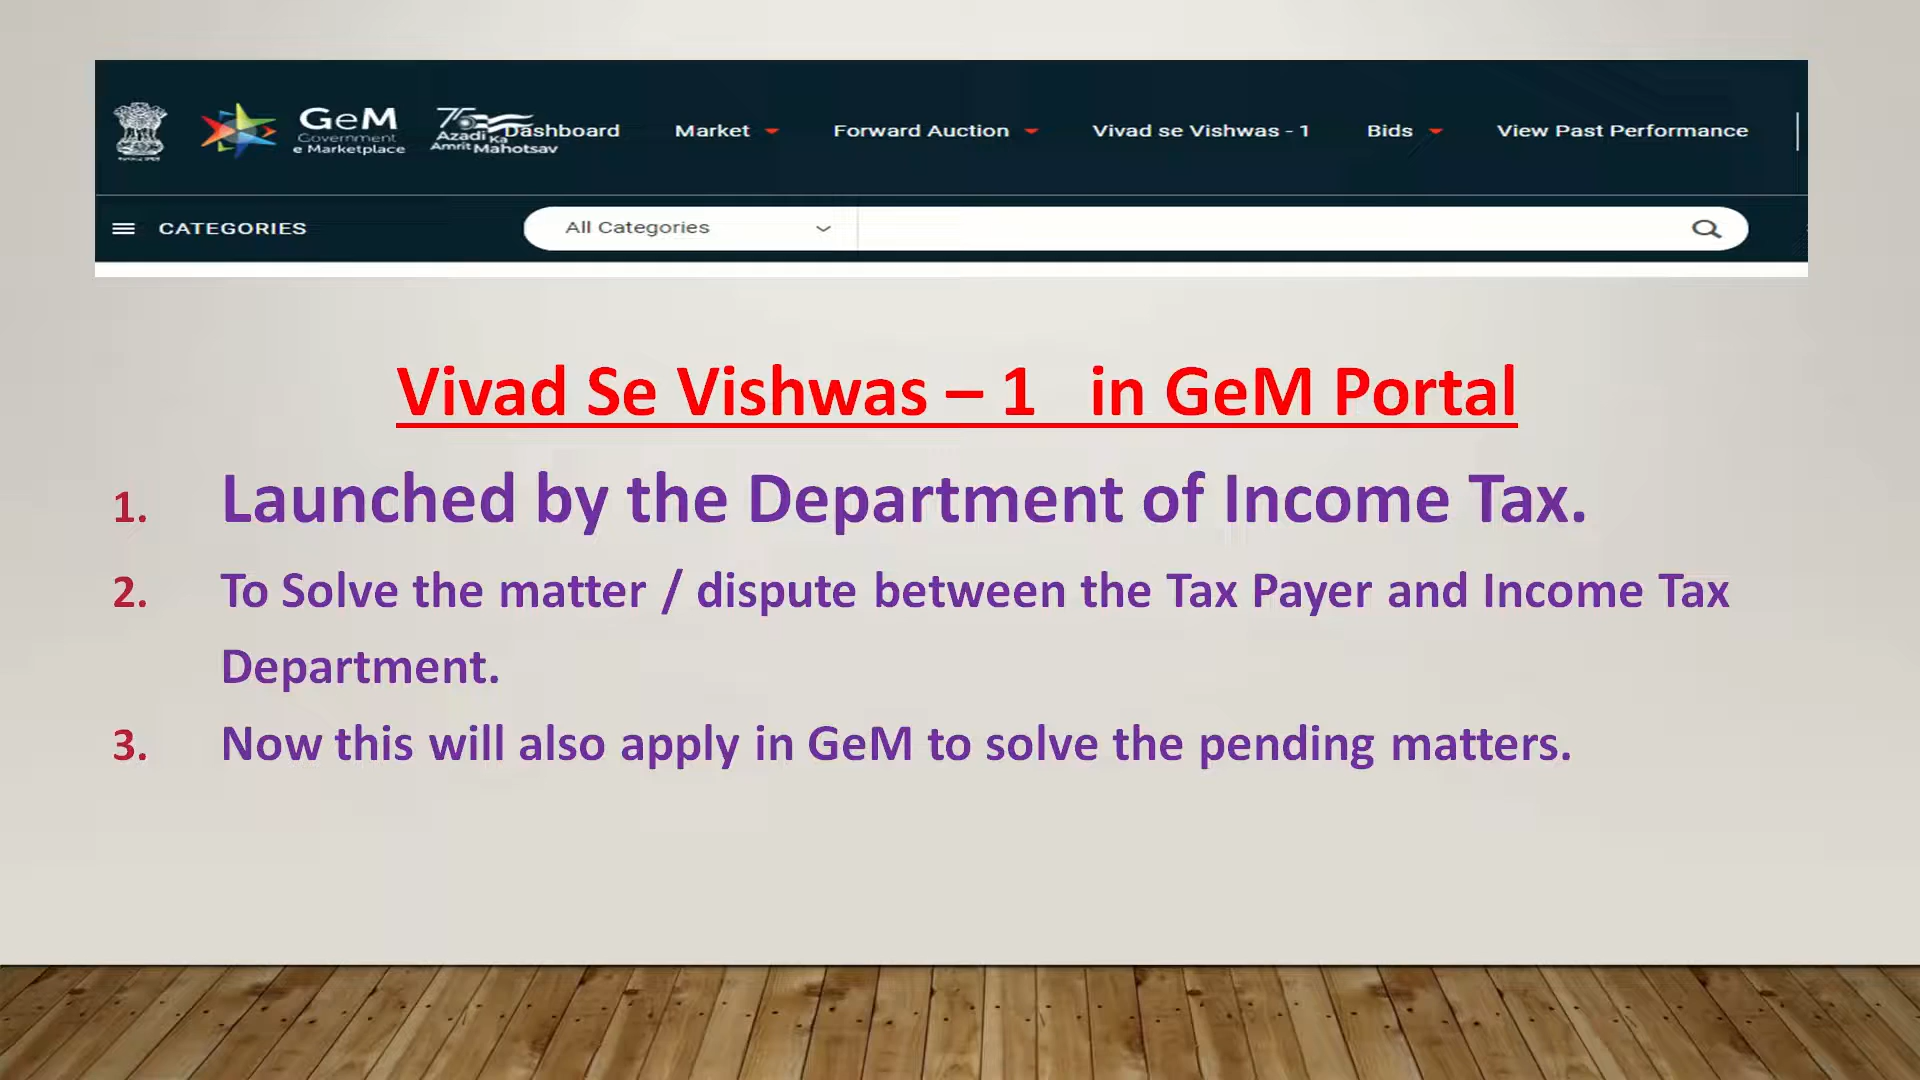 GeM
Government
e Marketplace
75
Azadi Ka
Amrit Mahotsav
Dashboard
Market
Forward Auction
Vivad se Vishwas - 1
Bids
View Past Performance
CATEGORIES
All Categories
Vivad Se Vishwas – 1 in GeM Portal
1. Launched by the Department of Income Tax.
2. To Solve the matter / dispute between the Tax Payer and Income Tax
Department.
3. Now this will also apply in GeM to solve the pending matters.